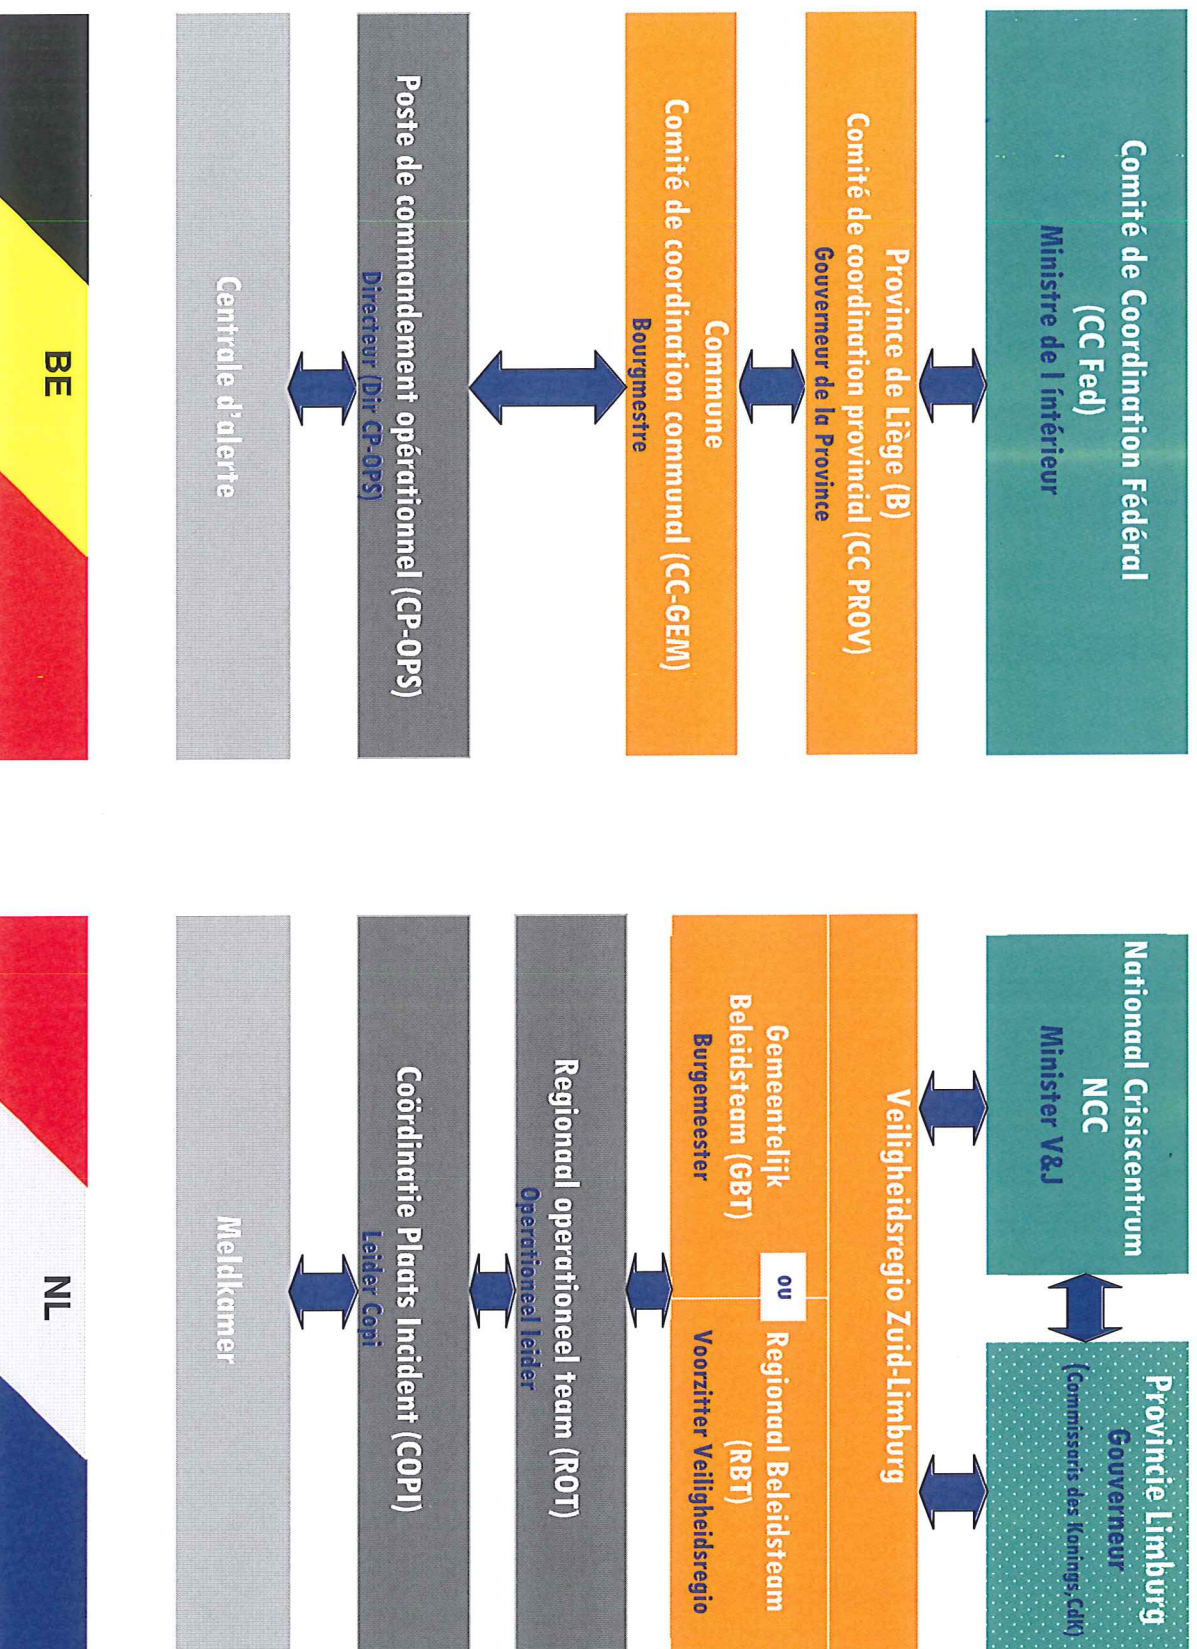 Comité de Coordination Fédéral
(CC Fed)
Ministre de l íntérieur
Province de Liège (B)
Comité de coordination provincial (CC PROV)
Gouverneur de la Province
Commune
Comité de coordination communal (CC-GEM)
Bourgmestre
Poste de commandement opérationnel (CP-OPS)
Directeur (Dir CP-OPS)
Centrale d'alerte
BE
Nationaal Crisiscentrum
NCC
Minister V&J
Provincie Limburg
Gouverneur
(Commissaris des Konings,CdK)
Veiligheidsregio Zuid-Limburg
Gemeentelijk
Beleidsteam (GBT)
Burgemeester
ou
Regionaal Beleidsteam
(RBT)
Voorzitter Veiligheidsregio
Regionaal operationeel team (ROT)
Operationeel leider
Coördinatie Plaats Incident (COPI)
Leider Copi
Meldkamer
NL